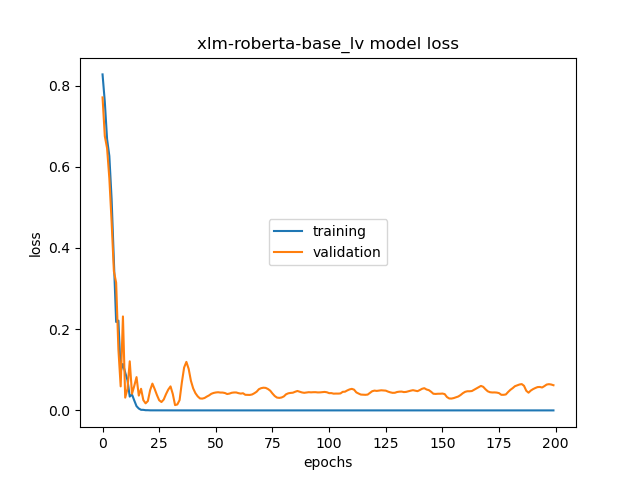 xlm-roberta-base_lv model loss
0.8
0.6
0.4
0.2
0.0
loss
training
validation
0 25 50 75 100 125 150 175 200
epochs